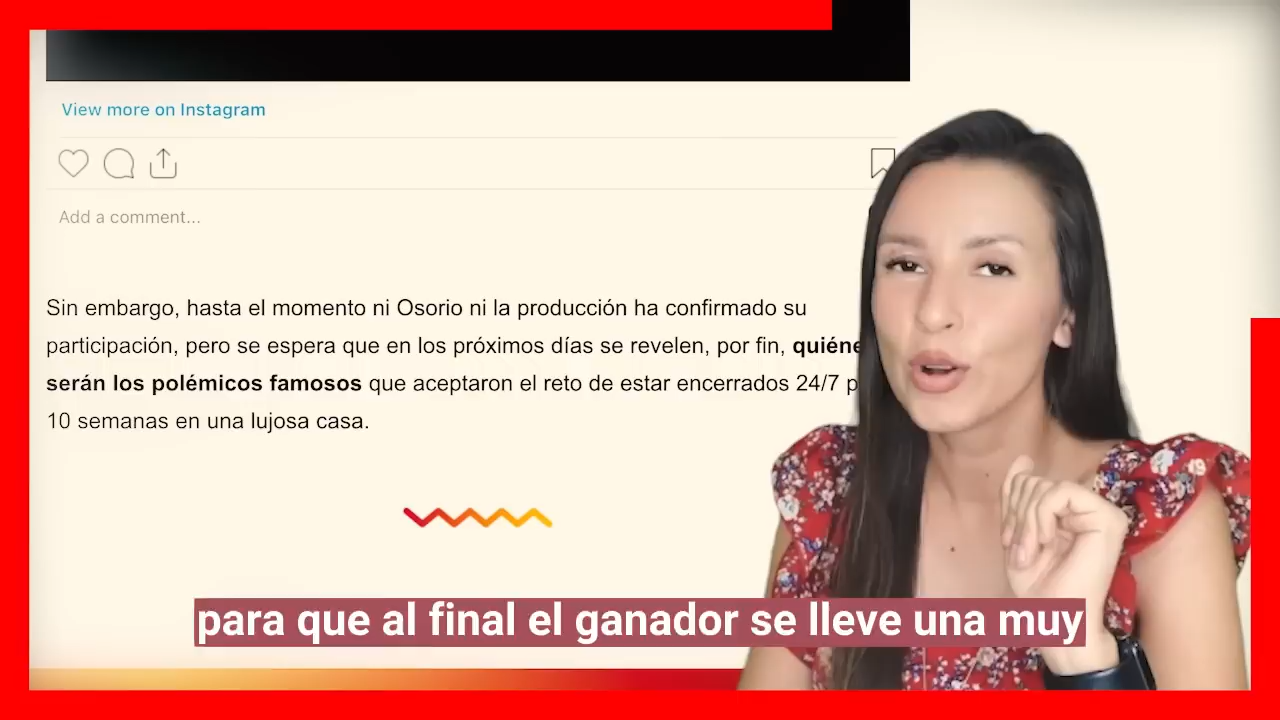 View more on Instagram
Add a comment...
Sin embargo, hasta el momento ni Osorio ni la producción ha confirmado su
participación, pero se espera que en los próximos días se revelen, por fin, quiéne
serán los polémicos famosos que aceptaron el reto de estar encerrados 24/7 p
10 semanas en una lujosa casa.
para que al final el ganador se lleve una muy